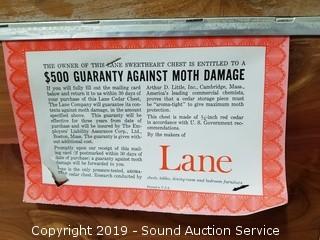 THE OWNER OF THIS LANE SWEETHEART CHEST IS ENTITLED TO A
$500 GUARANTY AGAINST MOTH DAMAGE
If you will fully fill out the mailing card
below and return it to us within 30 days of
your purchase of this Lane Cedar Chest,
The Lane Company will guarantee its con-
tents against moth damage, in the amount
specified above. This guaranty will be
effective for three years from date of
purchase and will be insured by The Em-
ployers' Liability Assurance Corp., Ltd.,
Boston, Mass. The guaranty is given with-
out additional cost.
Promptly upon our receipt of this mail-
ing card (if postmarked within 30 days of
date of purchase) a guaranty against moth
damage will be forwarded to you.
Lane is the only pressure-tested, AROMA-
cedar chest. Research conducted by
Arthur D. Little, Inc., Cambridge, Mass.,
America's leading commercial chemists,
proves that a cedar storage piece must
be "aroma-tight" to give maximum moth
protection.
This chest is made of ¾-inch red cedar
in accordance with U. S. Government rec-
ommendations.
By the makers of
Lane
chests, tables, dining-room and bedroom furniture
Printed in U.S.A.
Copyright 2019 - Sound Auction Service